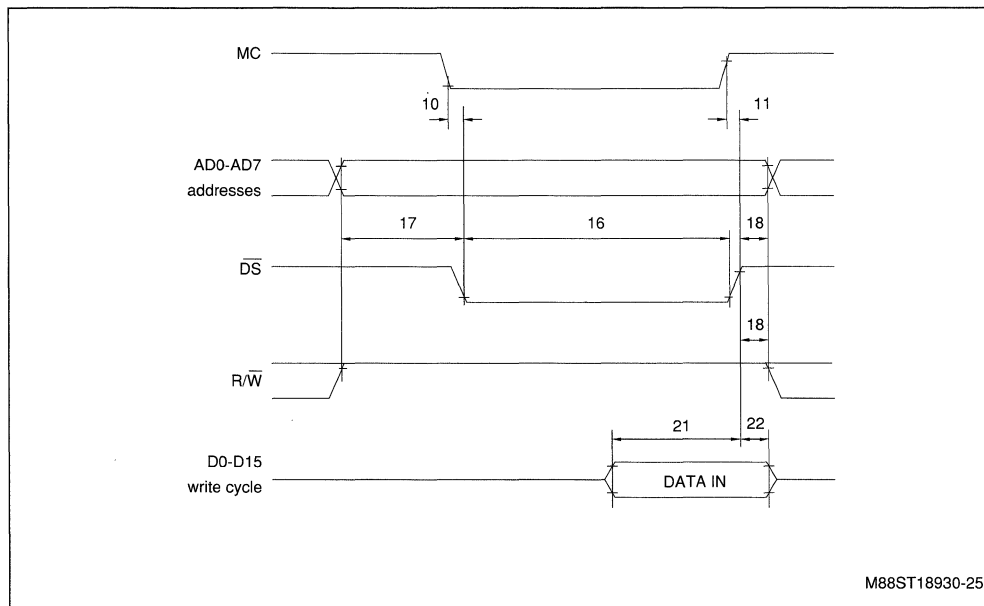 MC
10
11
AD0-AD7
addresses
17
16
18
D̅S̅
18
R/W̅
21
22
D0-D15
write cycle
DATA IN
M88ST18930-25